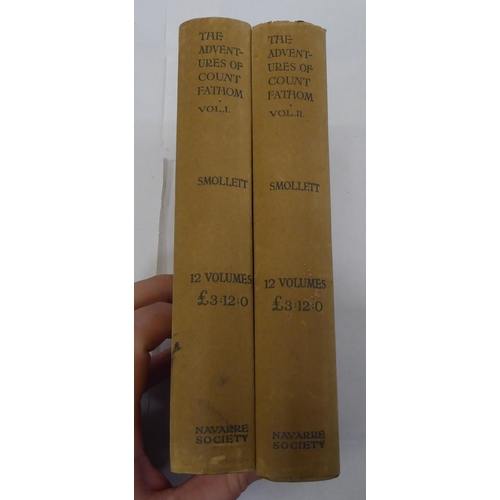 THE
ADVENT-
URES OF
COUNT
FATHOM
VOL. I.
SMOLLETT
12 VOLUMES
£3:12:0
NAVARRE
SOCIETY
THE
ADVENT-
URES OF
COUNT
FATHOM
VOL. II.
SMOLLETT
12 VOLUMES
£3:12:0
NAVARRE
SOCIETY